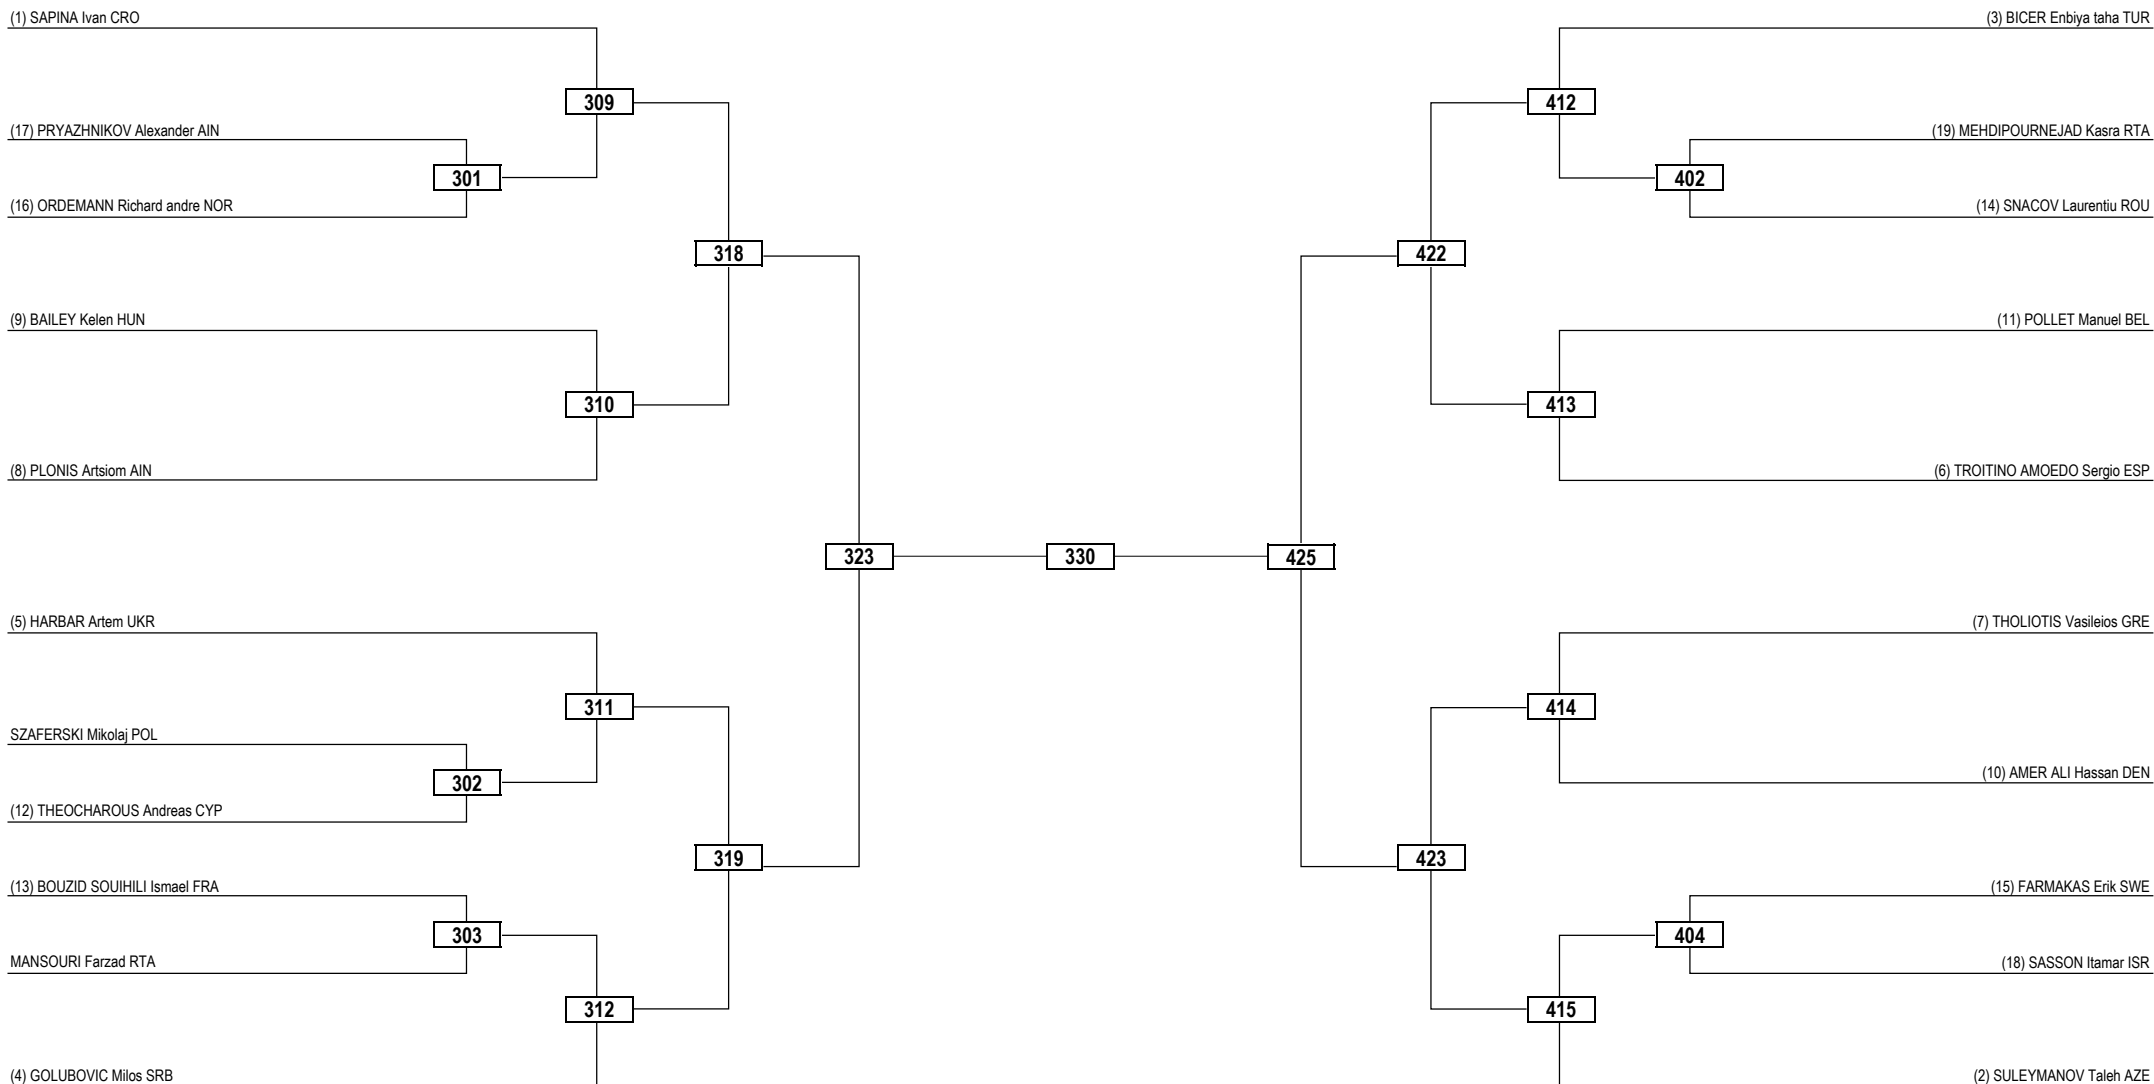 (1) SAPINA Ivan CRO
(3) BICER Enbiya taha TUR
309
412
(17) PRYAZHNIKOV Alexander AIN
(19) MEHDIPOURNEJAD Kasra RTA
301
402
(16) ORDEMANN Richard andre NOR
(14) SNACOV Laurentiu ROU
318
422
(9) BAILEY Kelen HUN
(11) POLLET Manuel BEL
310
413
(8) PLONIS Artsiom AIN
(6) TROITINO AMOEDO Sergio ESP
323
330
425
(5) HARBAR Artem UKR
(7) THOLIOTIS Vasileios GRE
311
414
SZAFERSKI Mikolaj POL
302
(10) AMER ALI Hassan DEN
(12) THEOCHAROUS Andreas CYP
319
423
(13) BOUZID SOUIHILI Ismael FRA
(15) FARMAKAS Erik SWE
303
404
MANSOURI Farzad RTA
(18) SASSON Itamar ISR
312
415
(4) GOLUBOVIC Milos SRB
(2) SULEYMANOV Taleh AZE